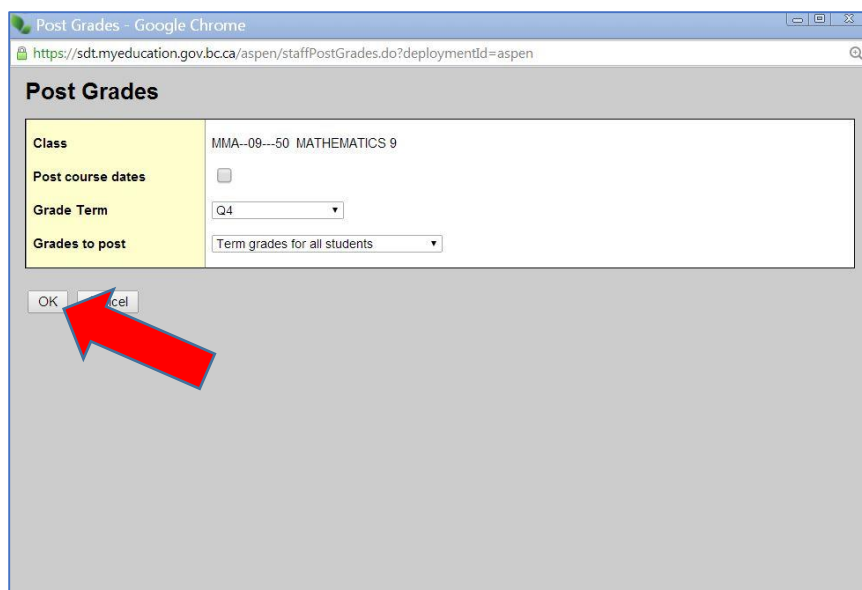 Post Grades - Google Chrome
https://sdt.myeducation.gov.bc.ca/aspen/staffPostGrades.do?deploymentId=aspen
Post Grades
Class MMA--09---50 MATHEMATICS 9
Post course dates
Grade Term Q4
Grades to post Term grades for all students
OK